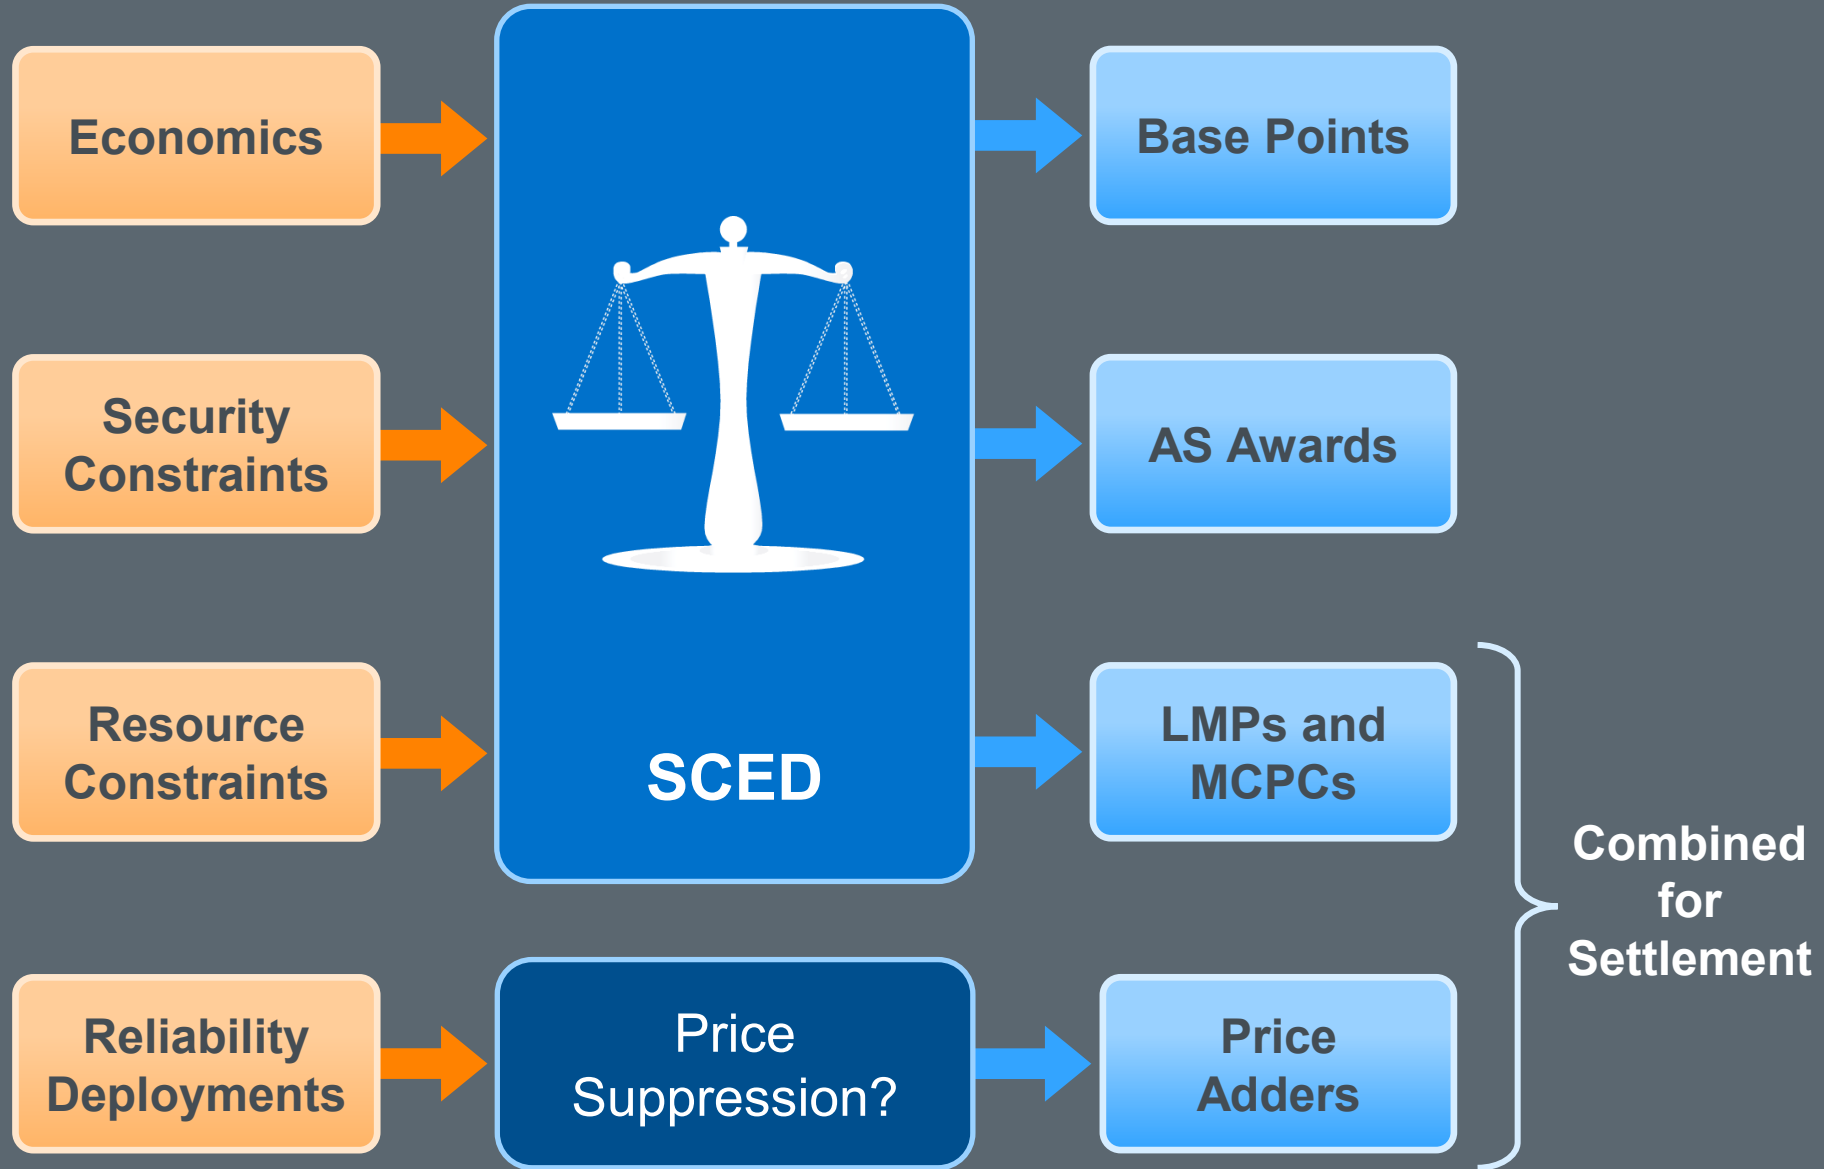 Economics
Base Points
Security
Constraints
AS Awards
Resource
Constraints
SCED
LMPs and
MCPCs
Combined
for
Settlement
Reliability
Deployments
Price
Suppression?
Price
Adders